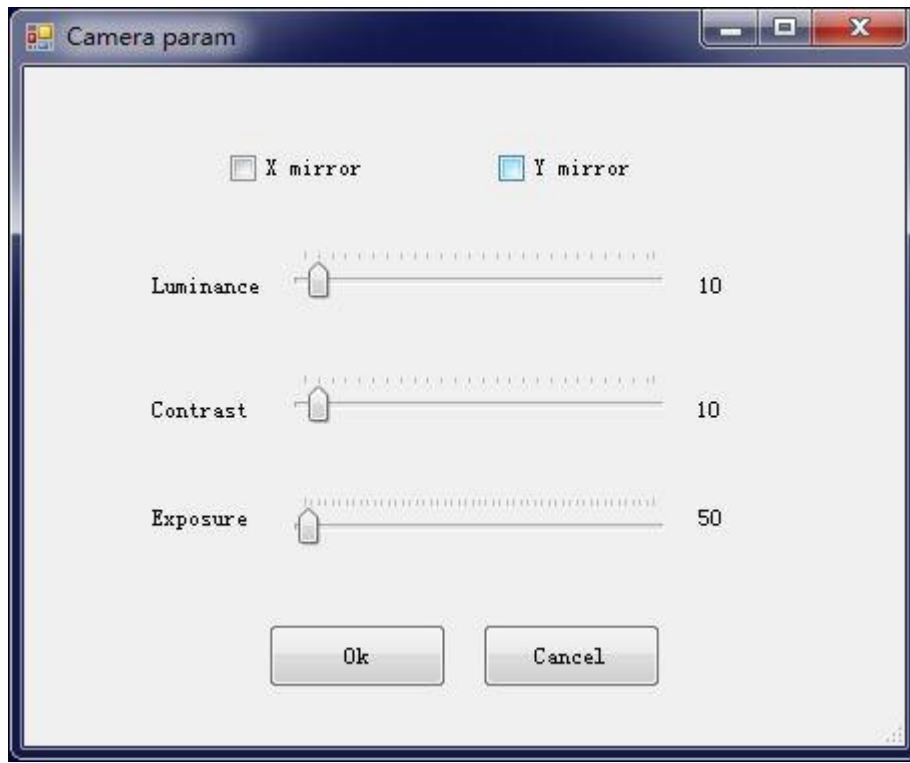 Camera param
X mirror Y mirror
Luminance 10
Contrast 10
Exposure 50
Ok Cancel